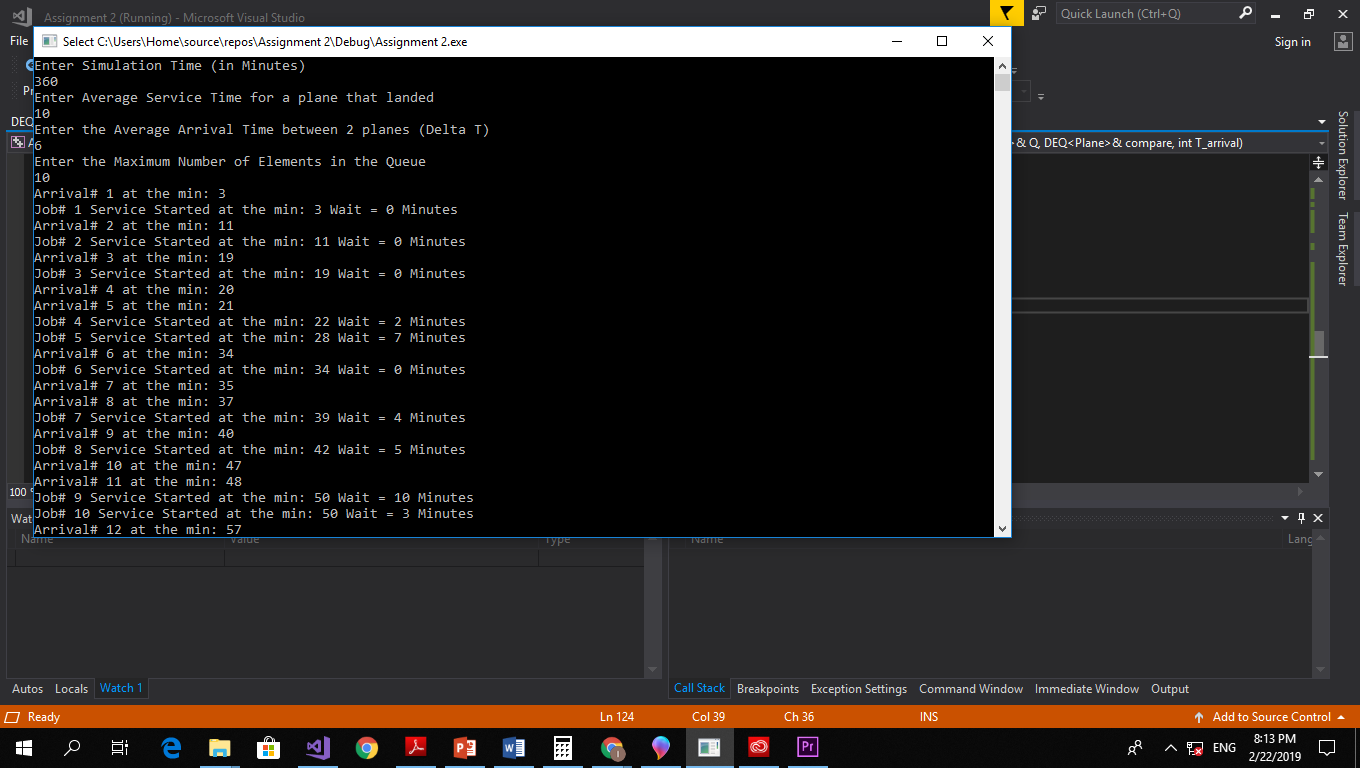 Assignment 2 (Running) - Microsoft Visual Studio
Quick Launch (Ctrl+Q)
File
Sign in
Select C:\Users\Home\source\repos\Assignment 2\Debug\Assignment 2.exe
Enter Simulation Time (in Minutes)
360
Enter Average Service Time for a plane that landed
10
Enter the Average Arrival Time between 2 planes (Delta T)
6
Enter the Maximum Number of Elements in the Queue
10
Arrival# 1 at the min: 3
Job# 1 Service Started at the min: 3 Wait = 0 Minutes
Arrival# 2 at the min: 11
Job# 2 Service Started at the min: 11 Wait = 0 Minutes
Arrival# 3 at the min: 19
Job# 3 Service Started at the min: 19 Wait = 0 Minutes
Arrival# 4 at the min: 20
Arrival# 5 at the min: 21
Job# 4 Service Started at the min: 22 Wait = 2 Minutes
Job# 5 Service Started at the min: 28 Wait = 7 Minutes
Arrival# 6 at the min: 34
Job# 6 Service Started at the min: 34 Wait = 0 Minutes
Arrival# 7 at the min: 35
Arrival# 8 at the min: 37
Job# 7 Service Started at the min: 39 Wait = 4 Minutes
Arrival# 9 at the min: 40
Job# 8 Service Started at the min: 42 Wait = 5 Minutes
Arrival# 10 at the min: 47
Arrival# 11 at the min: 48
Job# 9 Service Started at the min: 50 Wait = 10 Minutes
Job# 10 Service Started at the min: 50 Wait = 3 Minutes
Arrival# 12 at the min: 57
DEQ
& Q, DEQ<Plane>& compare, int T_arrival)
Solution Explorer
Team Explorer
100 %
Wat
Name Value Type
Name Lang
Autos Locals Watch 1
Call Stack Breakpoints Exception Settings Command Window Immediate Window Output
Ready Ln 124 Col 39 Ch 36 INS Add to Source Control
ENG
8:13 PM
2/22/2019